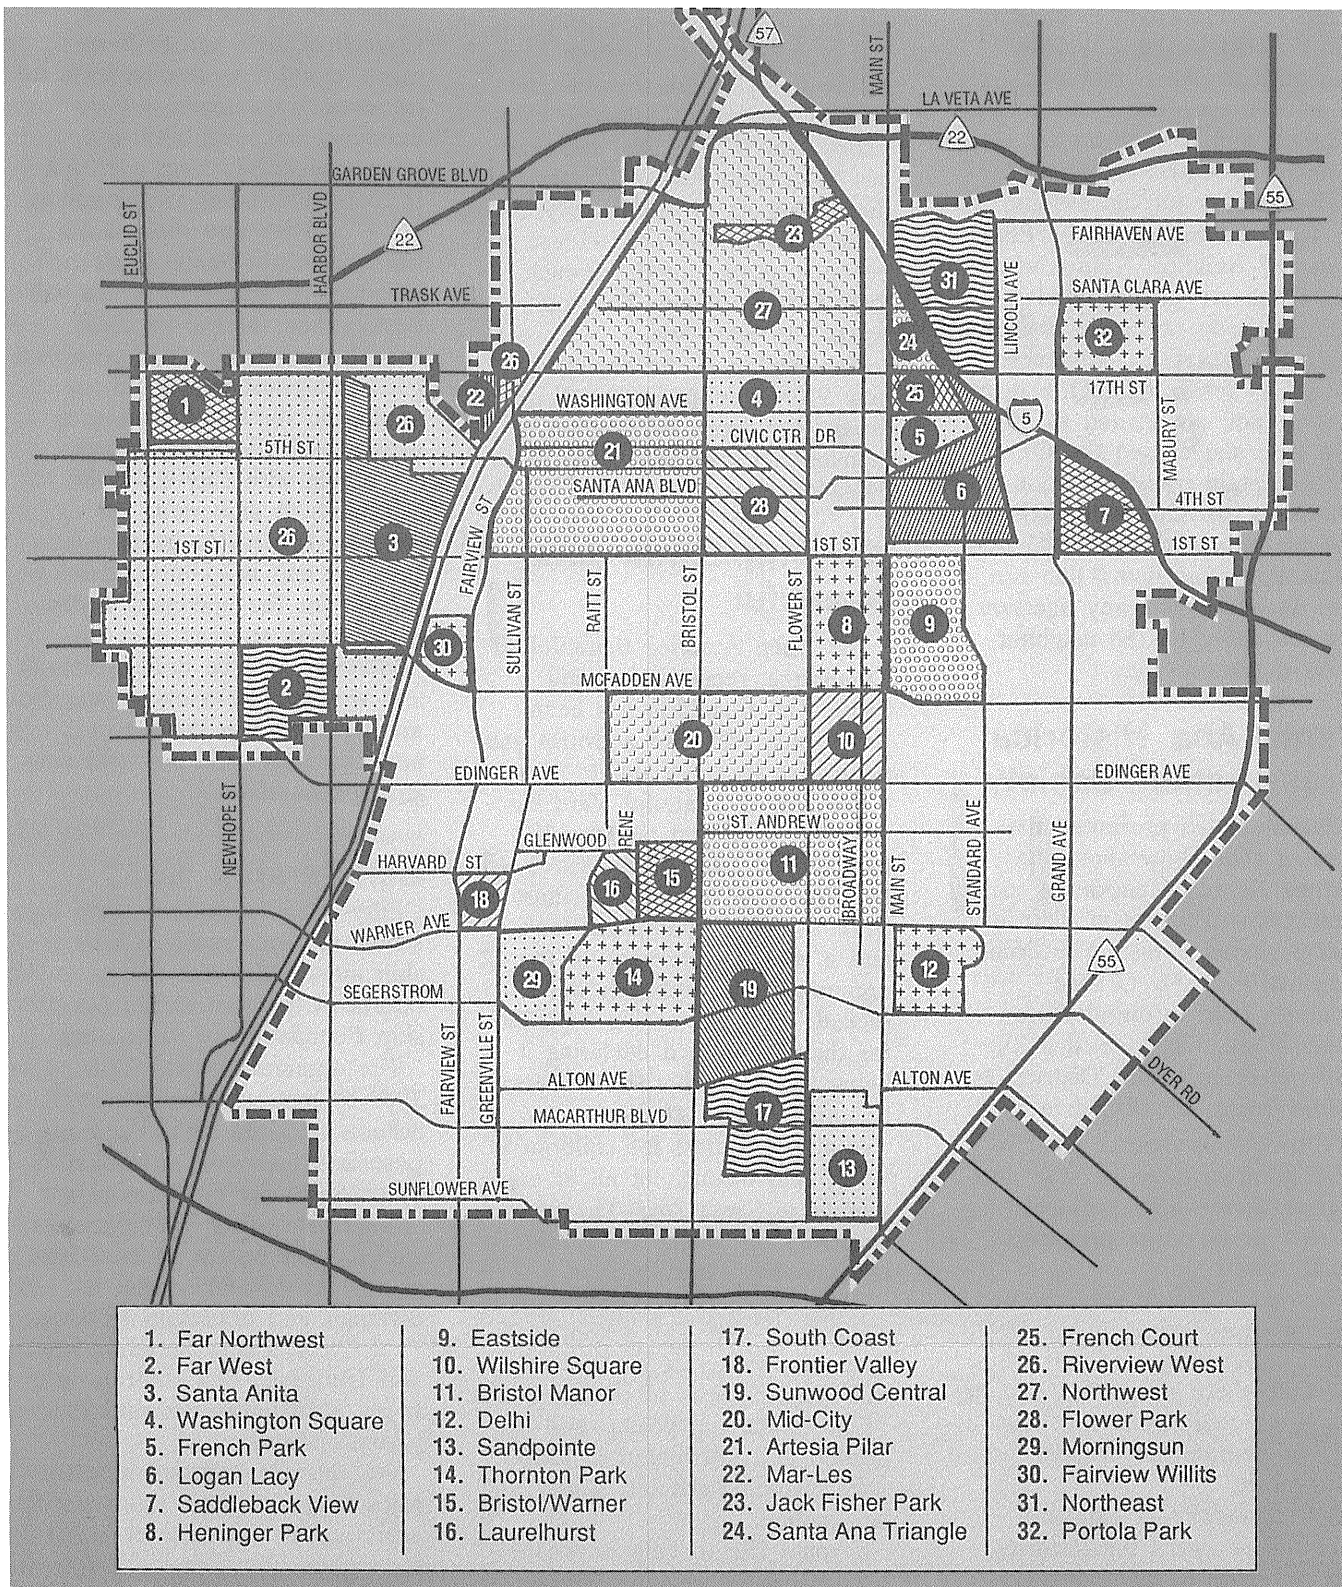 57
MAIN ST
LA VETA AVE
22
GARDEN GROVE BLVD
EUCLID ST
HARBOR BLVD
22
55
23
FAIRHAVEN AVE
TRASK AVE
31
LINCOLN AVE
SANTA CLARA AVE
27
24
32
26
1
22
26
WASHINGTON AVE
4
25
17TH ST
5
5TH ST
CIVIC CTR DR
5
MABURY ST
21
SANTA ANA BLVD
6
4TH ST
28
7
FAIRVIEW ST
1ST ST
26
3
1ST ST
1ST ST
SULLIVAN ST
RAITT ST
BRISTOL ST
FLOWER ST
8
9
30
2
MCFADDEN AVE
20
10
EDINGER AVE
EDINGER AVE
NEWHOPE ST
GLENWOOD
RENE
ST. ANDREW
HARVARD ST
18
16
15
11
BROADWAY
MAIN ST
STANDARD AVE
GRAND AVE
WARNER AVE
55
29
14
19
12
SEGERSTROM
FAIRVIEW ST
GREENVILLE ST
ALTON AVE
ALTON AVE
DYER RD
MACARTHUR BLVD
17
13
SUNFLOWER AVE
1. Far Northwest
2. Far West
3. Santa Anita
4. Washington Square
5. French Park
6. Logan Lacy
7. Saddleback View
8. Heninger Park
9. Eastside
10. Wilshire Square
11. Bristol Manor
12. Delhi
13. Sandpointe
14. Thornton Park
15. Bristol/Warner
16. Laurelhurst
17. South Coast
18. Frontier Valley
19. Sunwood Central
20. Mid-City
21. Artesia Pilar
22. Mar-Les
23. Jack Fisher Park
24. Santa Ana Triangle
25. French Court
26. Riverview West
27. Northwest
28. Flower Park
29. Morningsun
30. Fairview Willits
31. Northeast
32. Portola Park